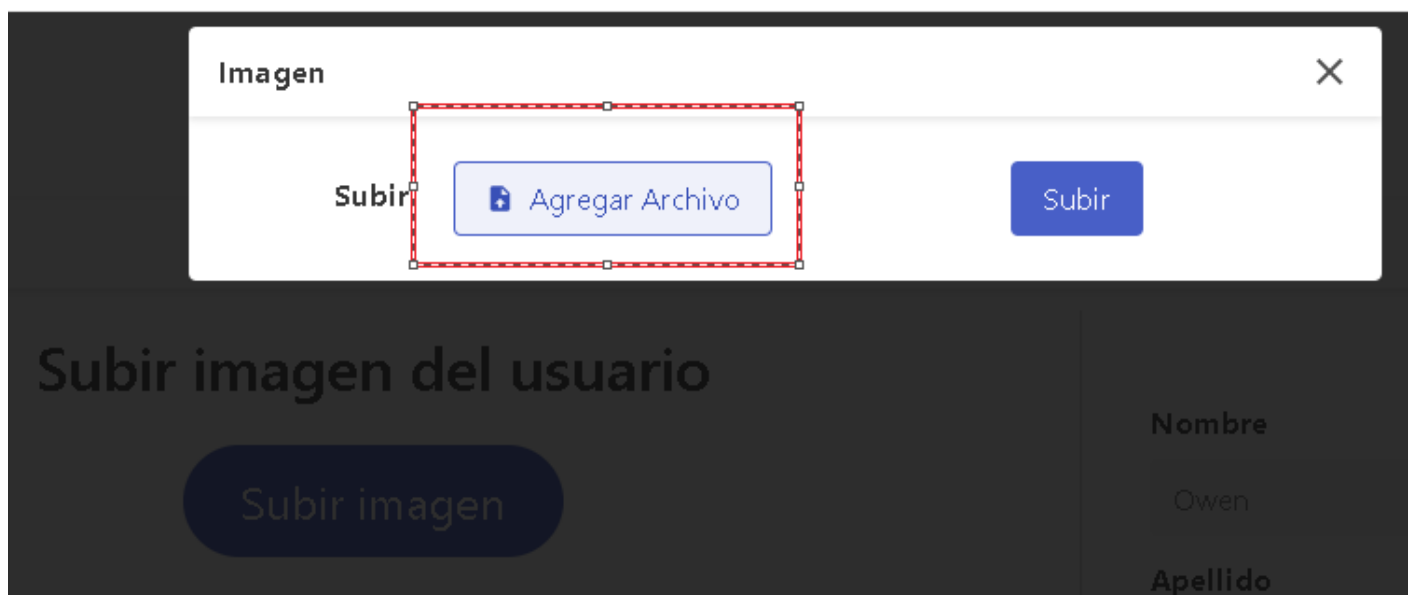 Imagen
Subir Agregar Archivo Subir
Subir imagen del usuario
Subir imagen
Nombre
Owen
Apellido